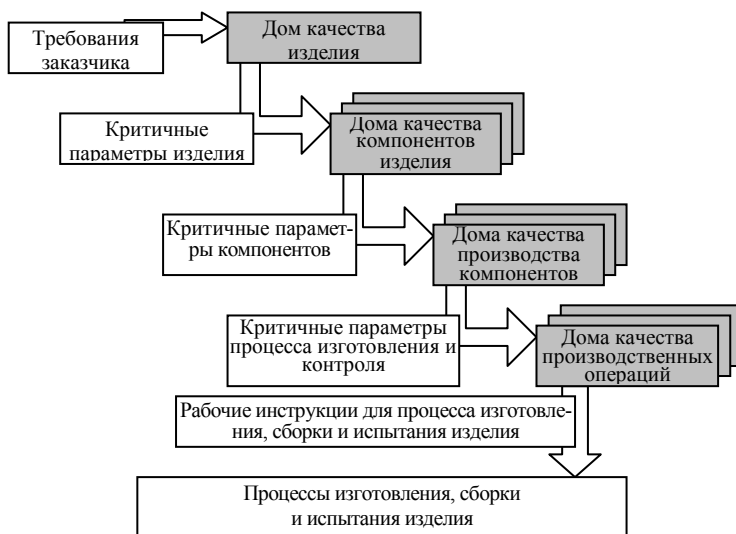 Требования
заказчика
Дом качества
изделия
Критичные
параметры изделия
Дома качества
компонентов
изделия
Критичные парамет-
ры компонентов
Дома качества
производства
компонентов
Критичные параметры
процесса изготовления и
контроля
Дома качества
производственных
операций
Рабочие инструкции для процесса изготовле-
ния, сборки и испытания изделия
Процессы изготовления, сборки
и испытания изделия